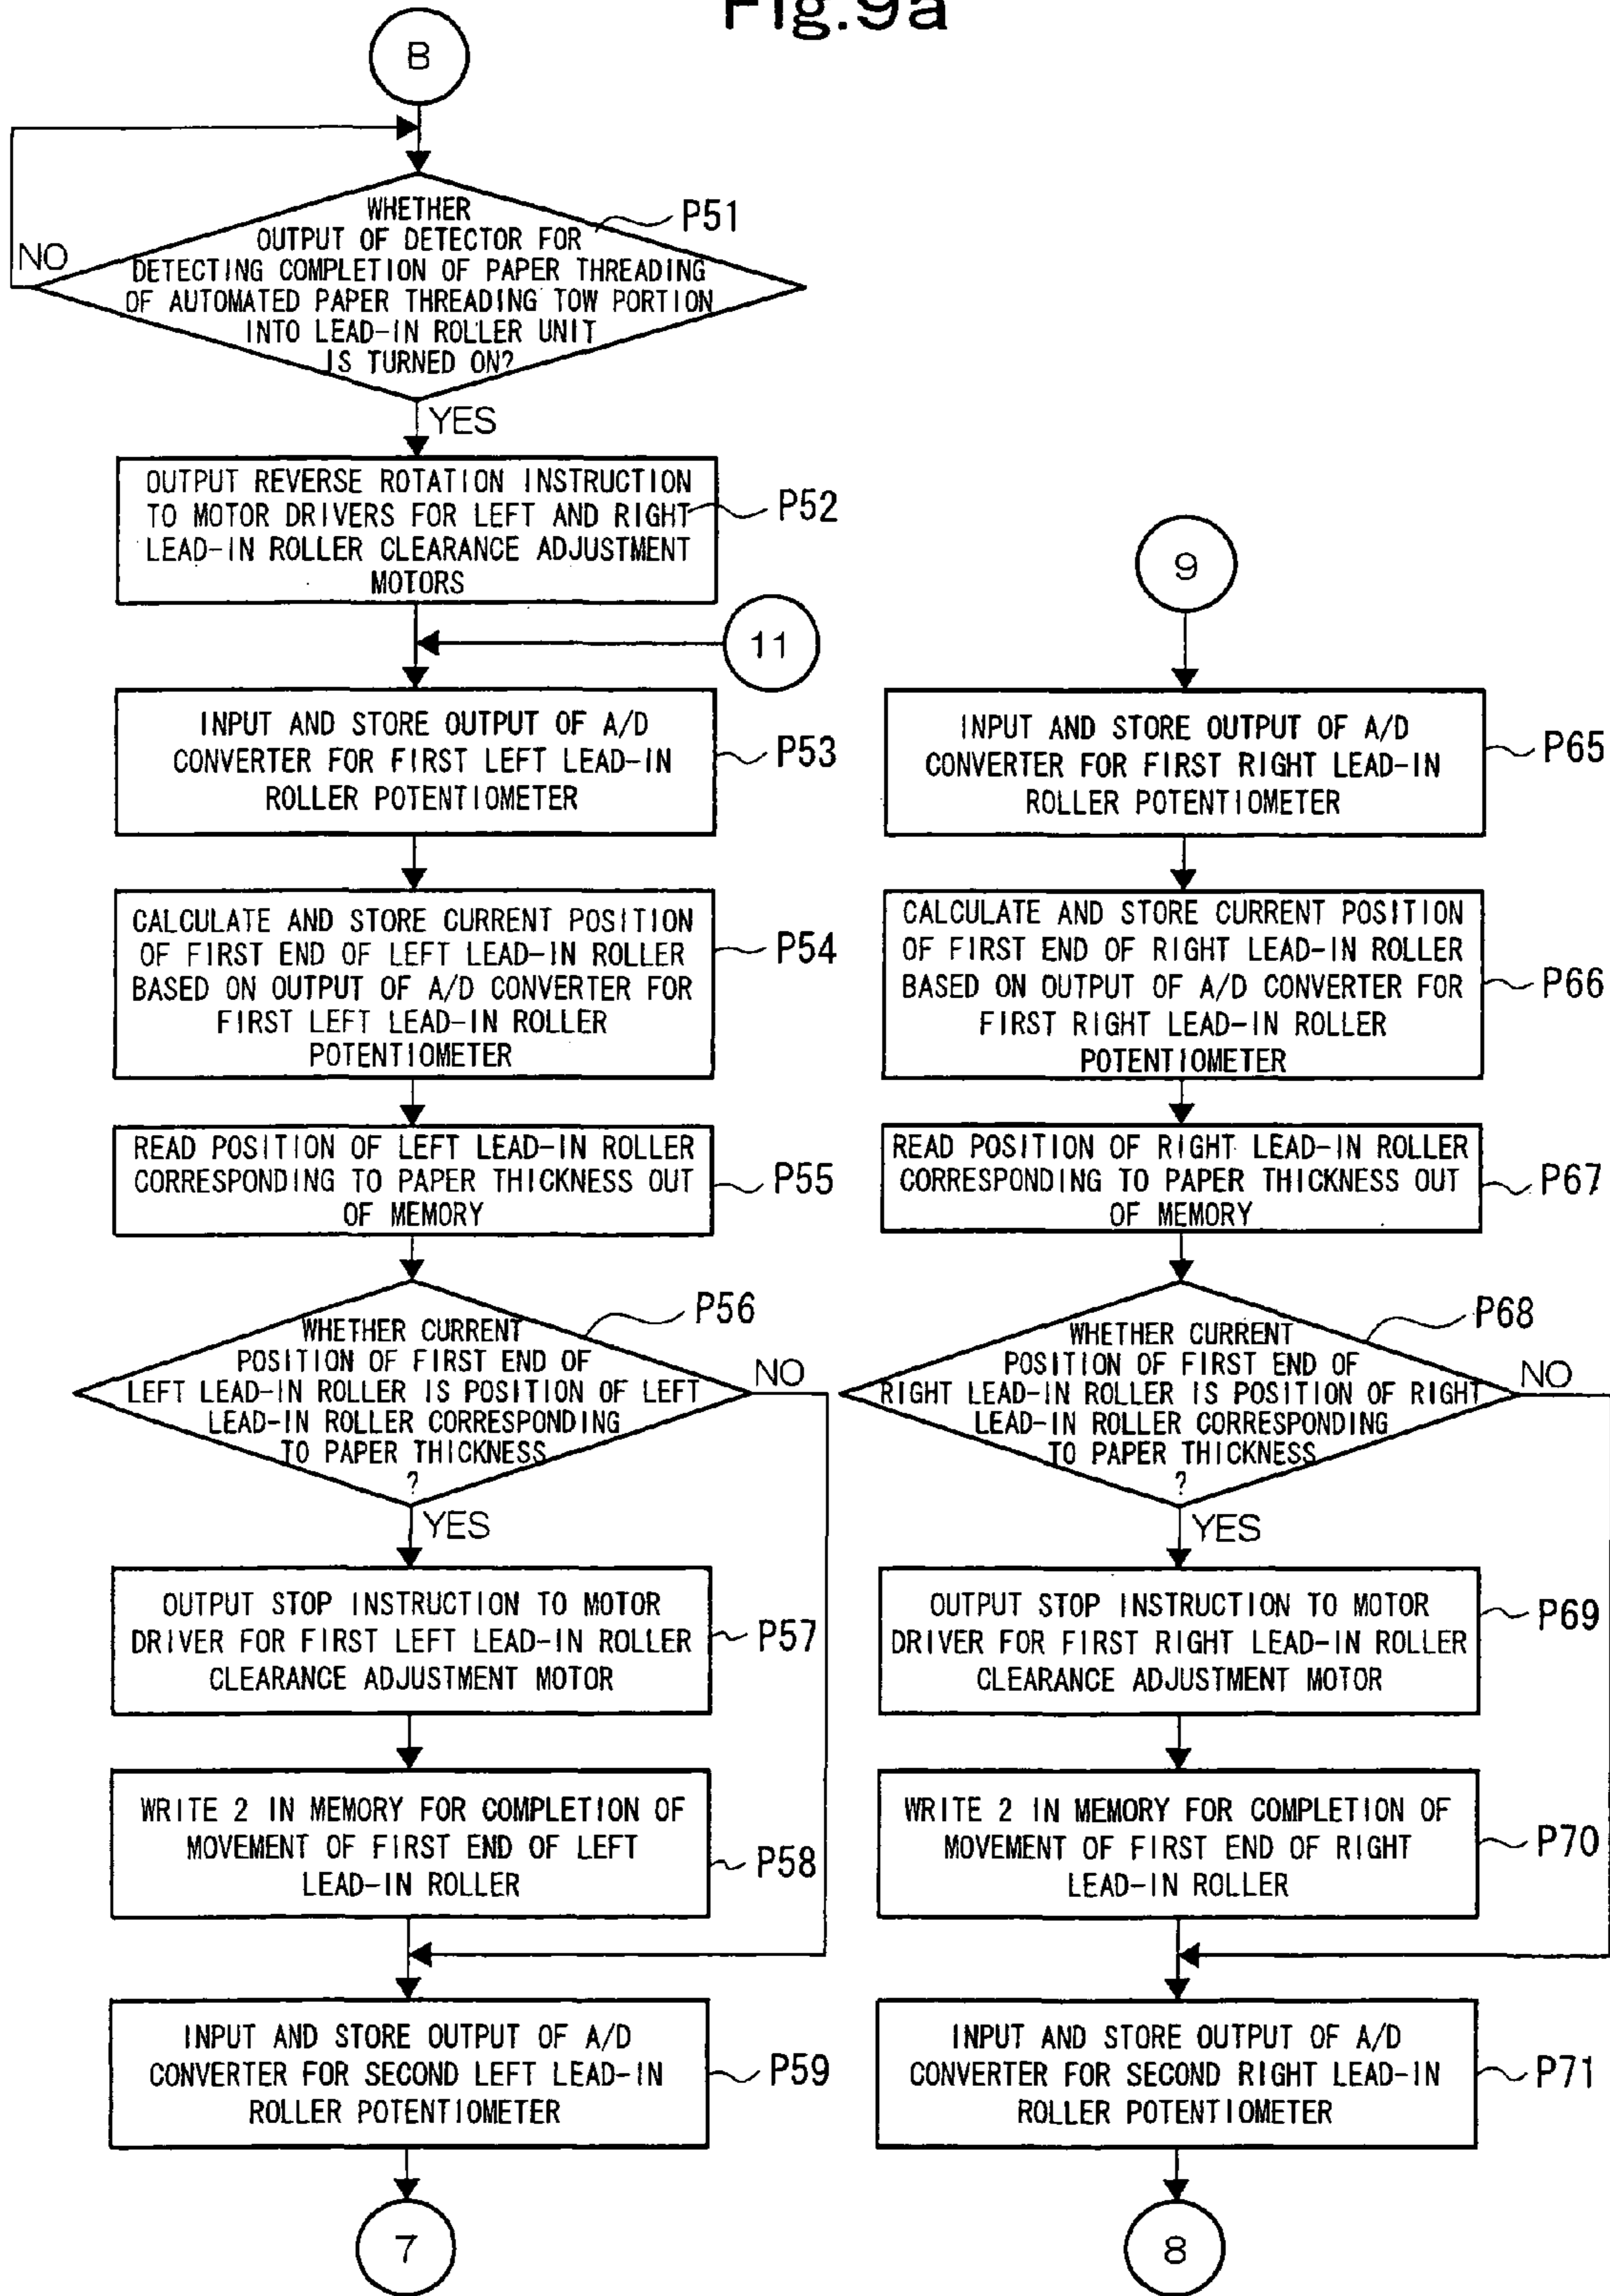 Fig.9a
B
WHETHER
OUTPUT OF DETECTOR FOR
DETECTING COMPLETION OF PAPER THREADING
OF AUTOMATED PAPER THREADING TOW PORTION
INTO LEAD-IN ROLLER UNIT
IS TURNED ON?
P51
NO
YES
OUTPUT REVERSE ROTATION INSTRUCTION
TO MOTOR DRIVERS FOR LEFT AND RIGHT
LEAD-IN ROLLER CLEARANCE ADJUSTMENT
MOTORS
P52
11
INPUT AND STORE OUTPUT OF A/D
CONVERTER FOR FIRST LEFT LEAD-IN
ROLLER POTENTIOMETER
P53
CALCULATE AND STORE CURRENT POSITION
OF FIRST END OF LEFT LEAD-IN ROLLER
BASED ON OUTPUT OF A/D CONVERTER FOR
FIRST LEFT LEAD-IN ROLLER
POTENTIOMETER
P54
READ POSITION OF LEFT LEAD-IN ROLLER
CORRESPONDING TO PAPER THICKNESS OUT
OF MEMORY
P55
WHETHER CURRENT
POSITION OF FIRST END OF
LEFT LEAD-IN ROLLER IS POSITION OF LEFT
LEAD-IN ROLLER CORRESPONDING
TO PAPER THICKNESS
?
P56
NO
YES
OUTPUT STOP INSTRUCTION TO MOTOR
DRIVER FOR FIRST LEFT LEAD-IN ROLLER
CLEARANCE ADJUSTMENT MOTOR
P57
WRITE 2 IN MEMORY FOR COMPLETION OF
MOVEMENT OF FIRST END OF LEFT
LEAD-IN ROLLER
P58
INPUT AND STORE OUTPUT OF A/D
CONVERTER FOR SECOND LEFT LEAD-IN
ROLLER POTENTIOMETER
P59
7
9
INPUT AND STORE OUTPUT OF A/D
CONVERTER FOR FIRST RIGHT LEAD-IN
ROLLER POTENTIOMETER
P65
CALCULATE AND STORE CURRENT POSITION
OF FIRST END OF RIGHT LEAD-IN ROLLER
BASED ON OUTPUT OF A/D CONVERTER FOR
FIRST RIGHT LEAD-IN ROLLER
POTENTIOMETER
P66
READ POSITION OF RIGHT LEAD-IN ROLLER
CORRESPONDING TO PAPER THICKNESS OUT
OF MEMORY
P67
WHETHER CURRENT
POSITION OF FIRST END OF
RIGHT LEAD-IN ROLLER IS POSITION OF RIGHT
LEAD-IN ROLLER CORRESPONDING
TO PAPER THICKNESS
?
P68
NO
YES
OUTPUT STOP INSTRUCTION TO MOTOR
DRIVER FOR FIRST RIGHT LEAD-IN ROLLER
CLEARANCE ADJUSTMENT MOTOR
P69
WRITE 2 IN MEMORY FOR COMPLETION OF
MOVEMENT OF FIRST END OF RIGHT
LEAD-IN ROLLER
P70
INPUT AND STORE OUTPUT OF A/D
CONVERTER FOR SECOND RIGHT LEAD-IN
ROLLER POTENTIOMETER
P71
8